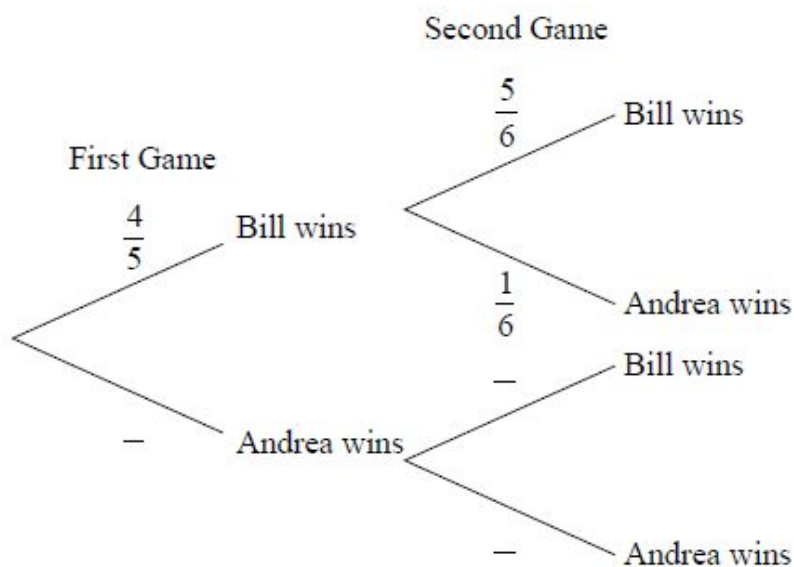 Second Game
5
6
Bill wins
First Game
4
5
Bill wins
1
6
Andrea wins
–
Bill wins
–
Andrea wins
–
Andrea wins